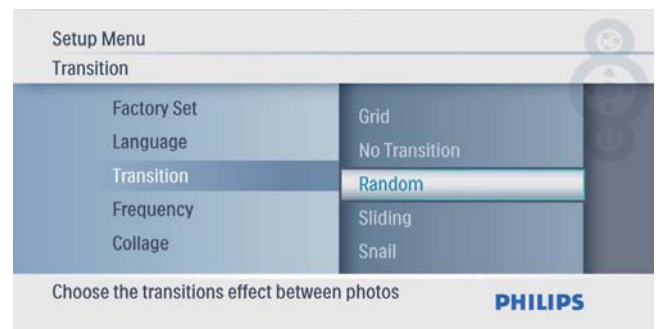 Setup Menu
Transition
Factory Set
Language
Transition
Frequency
Collage
Grid
No Transition
Random
Sliding
Snail
Choose the transitions effect between photos
PHILIPS